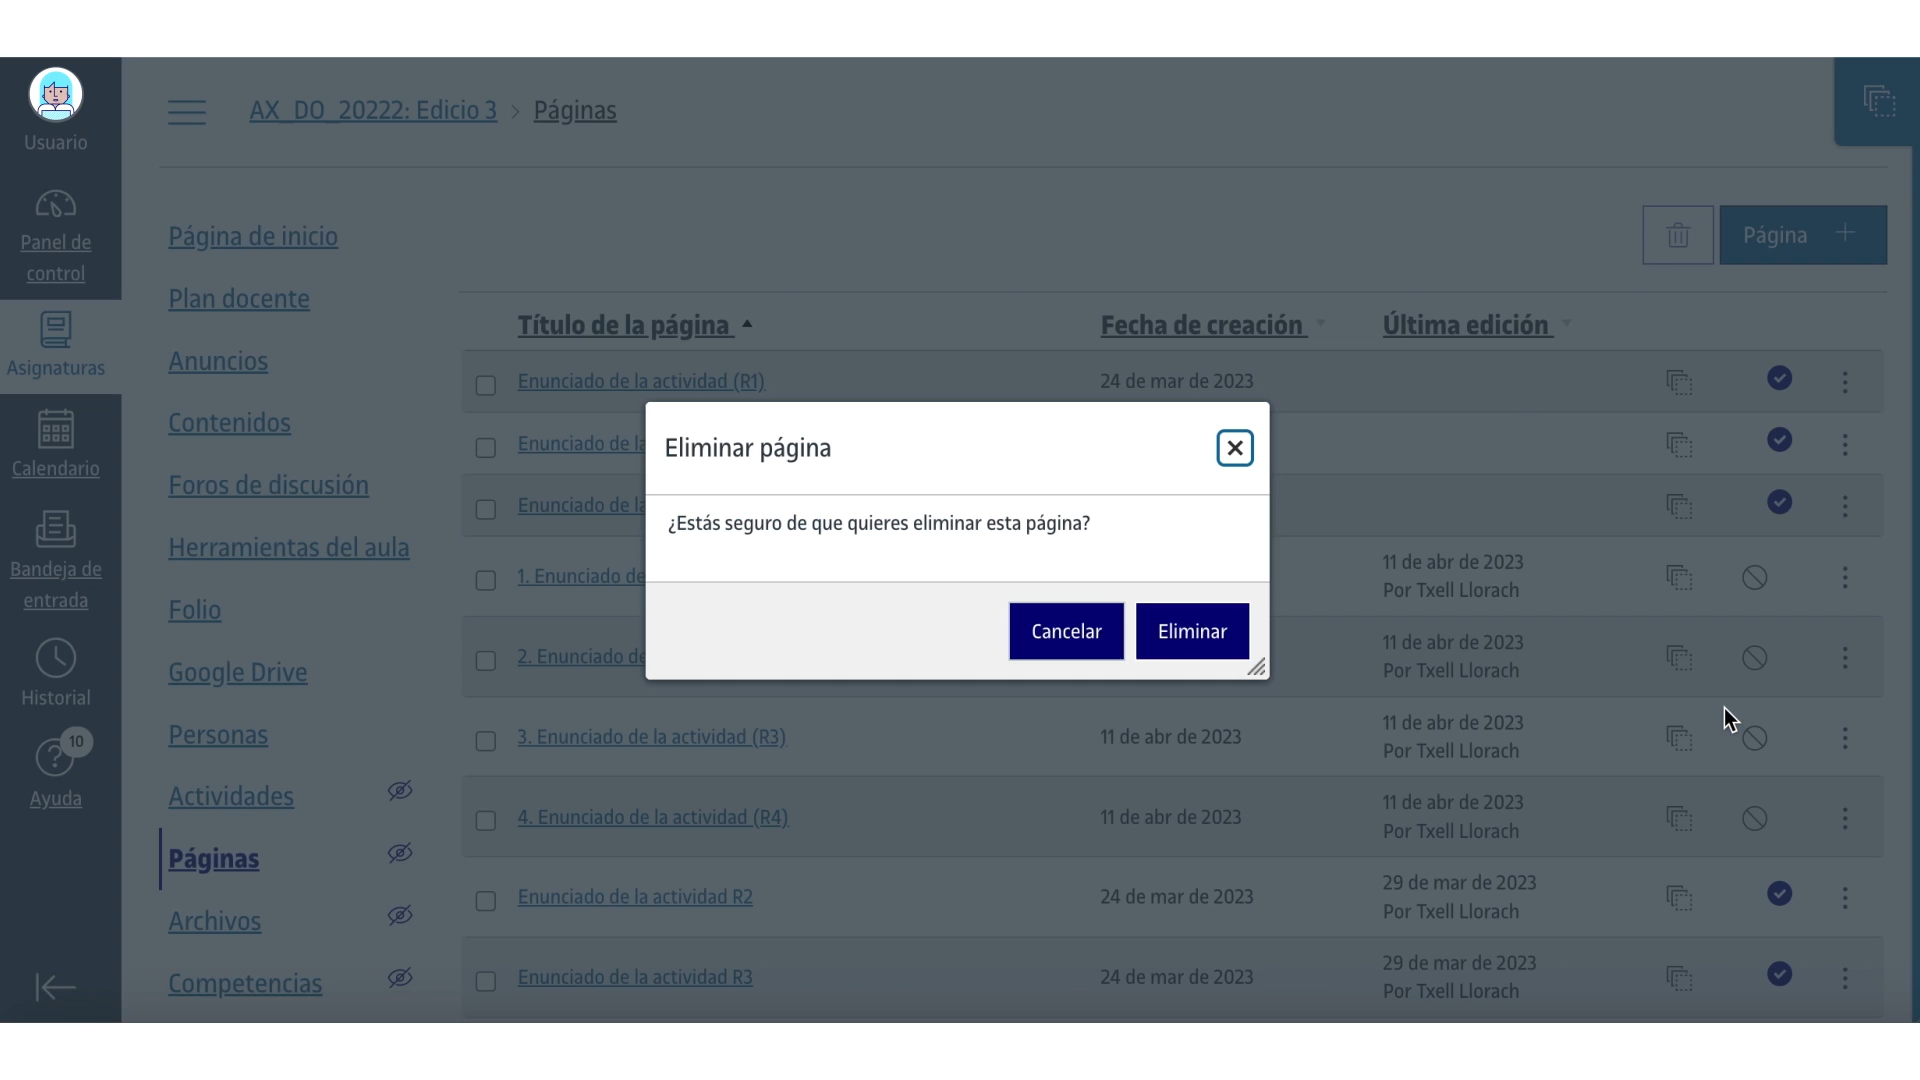 Usuario
Panel de
control
Asignaturas
Calendario
Bandeja de
entrada
Historial
10
Ayuda
AX_DO_20222: Edicio 3 > Páginas
Página de inicio
Plan docente
Anuncios
Contenidos
Foros de discusión
Herramientas del aula
Folio
Google Drive
Personas
Actividades
Páginas
Archivos
Competencias
Página +
Título de la página Fecha de creación Última edición
Enunciado de la actividad (R1) 24 de mar de 2023
Enunciado de la
Enunciado de la
1. Enunciado de 11 de abr de 2023
Por Txell Llorach
2. Enunciado de 11 de abr de 2023
Por Txell Llorach
3. Enunciado de la actividad (R3) 11 de abr de 2023 11 de abr de 2023
Por Txell Llorach
4. Enunciado de la actividad (R4) 11 de abr de 2023 11 de abr de 2023
Por Txell Llorach
Enunciado de la actividad R2 24 de mar de 2023 29 de mar de 2023
Por Txell Llorach
Enunciado de la actividad R3 24 de mar de 2023 29 de mar de 2023
Por Txell Llorach
Eliminar página
¿Estás seguro de que quieres eliminar esta página?
Cancelar Eliminar